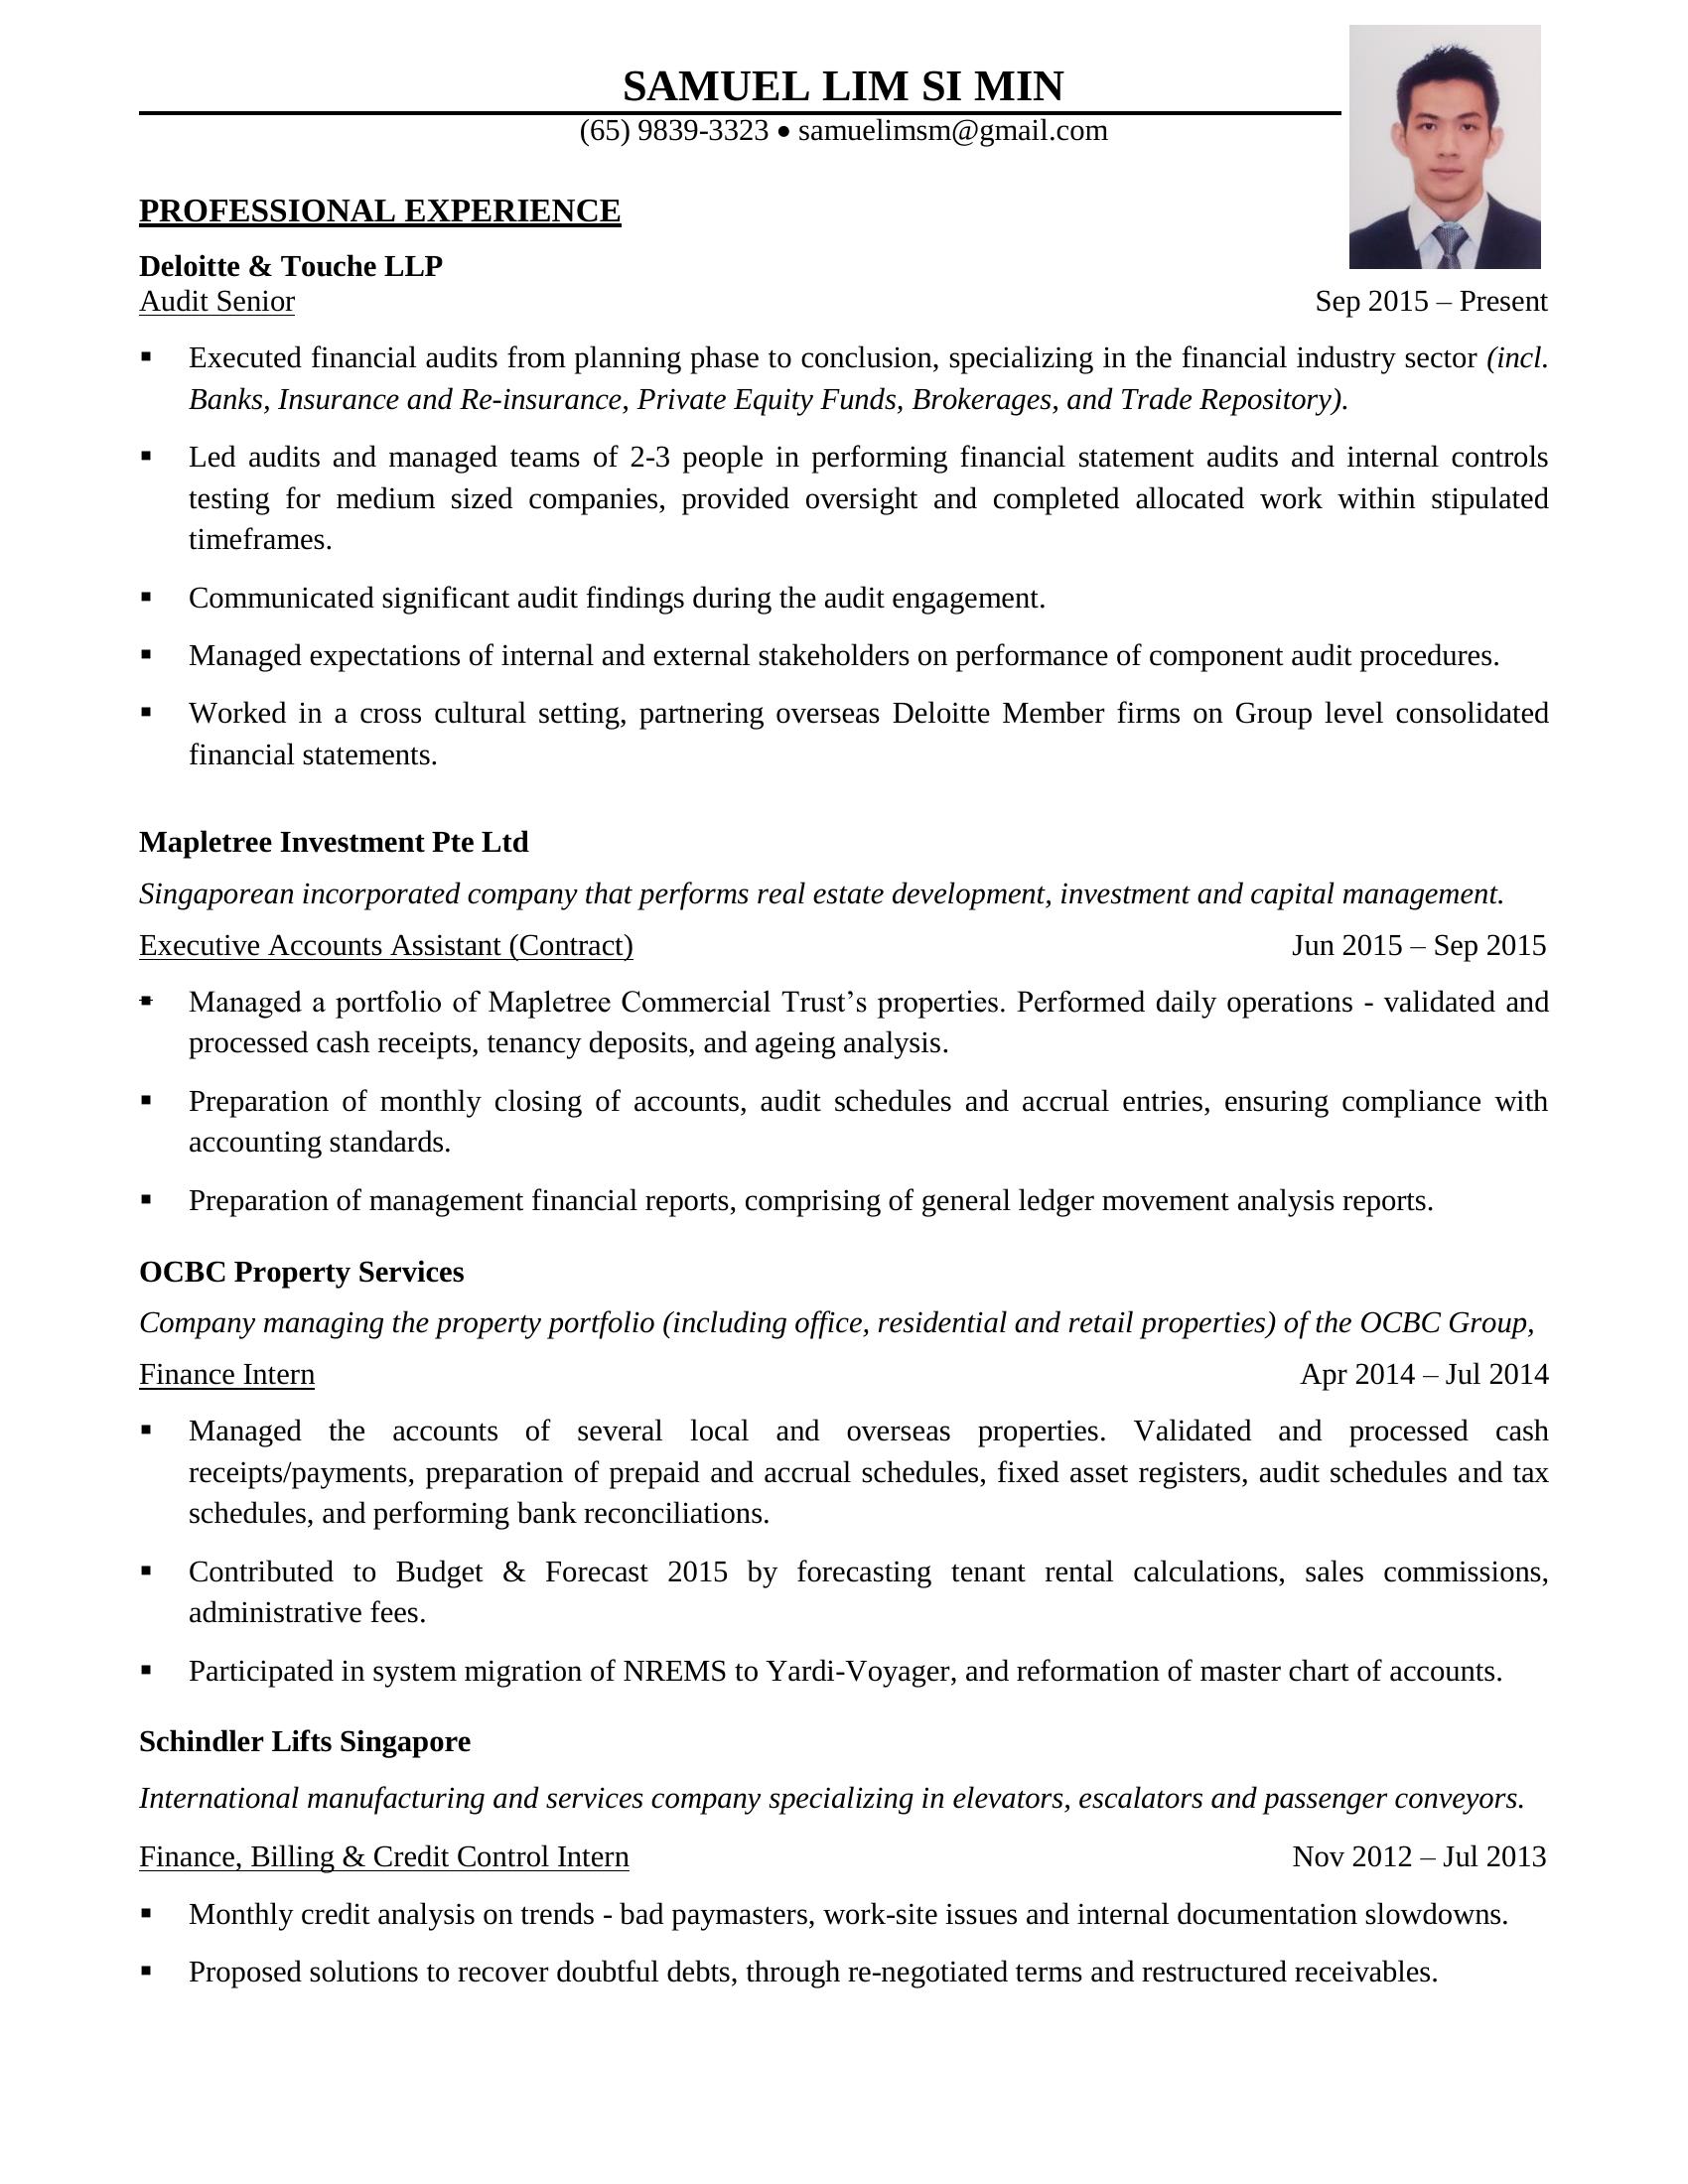 SAMUEL LIM SI MIN
(65) 9839-3323 • samuelimsm@gmail.com
PROFESSIONAL EXPERIENCE
Deloitte & Touche LLP
Audit Senior Sep 2015 – Present
▪ Executed financial audits from planning phase to conclusion, specializing in the financial industry sector (incl.
Banks, Insurance and Re-insurance, Private Equity Funds, Brokerages, and Trade Repository).
▪ Led audits and managed teams of 2-3 people in performing financial statement audits and internal controls
testing for medium sized companies, provided oversight and completed allocated work within stipulated
timeframes.
▪ Communicated significant audit findings during the audit engagement.
▪ Managed expectations of internal and external stakeholders on performance of component audit procedures.
▪ Worked in a cross cultural setting, partnering overseas Deloitte Member firms on Group level consolidated
financial statements.
Mapletree Investment Pte Ltd
Singaporean incorporated company that performs real estate development, investment and capital management.
Executive Accounts Assistant (Contract) Jun 2015 – Sep 2015
▪ Managed a portfolio of Mapletree Commercial Trust’s properties. Performed daily operations - validated and
processed cash receipts, tenancy deposits, and ageing analysis.
▪ Preparation of monthly closing of accounts, audit schedules and accrual entries, ensuring compliance with
accounting standards.
▪ Preparation of management financial reports, comprising of general ledger movement analysis reports.
OCBC Property Services
Company managing the property portfolio (including office, residential and retail properties) of the OCBC Group,
Finance Intern Apr 2014 – Jul 2014
▪ Managed the accounts of several local and overseas properties. Validated and processed cash
receipts/payments, preparation of prepaid and accrual schedules, fixed asset registers, audit schedules and tax
schedules, and performing bank reconciliations.
▪ Contributed to Budget & Forecast 2015 by forecasting tenant rental calculations, sales commissions,
administrative fees.
▪ Participated in system migration of NREMS to Yardi-Voyager, and reformation of master chart of accounts.
Schindler Lifts Singapore
International manufacturing and services company specializing in elevators, escalators and passenger conveyors.
Finance, Billing & Credit Control Intern Nov 2012 – Jul 2013
▪ Monthly credit analysis on trends - bad paymasters, work-site issues and internal documentation slowdowns.
▪ Proposed solutions to recover doubtful debts, through re-negotiated terms and restructured receivables.